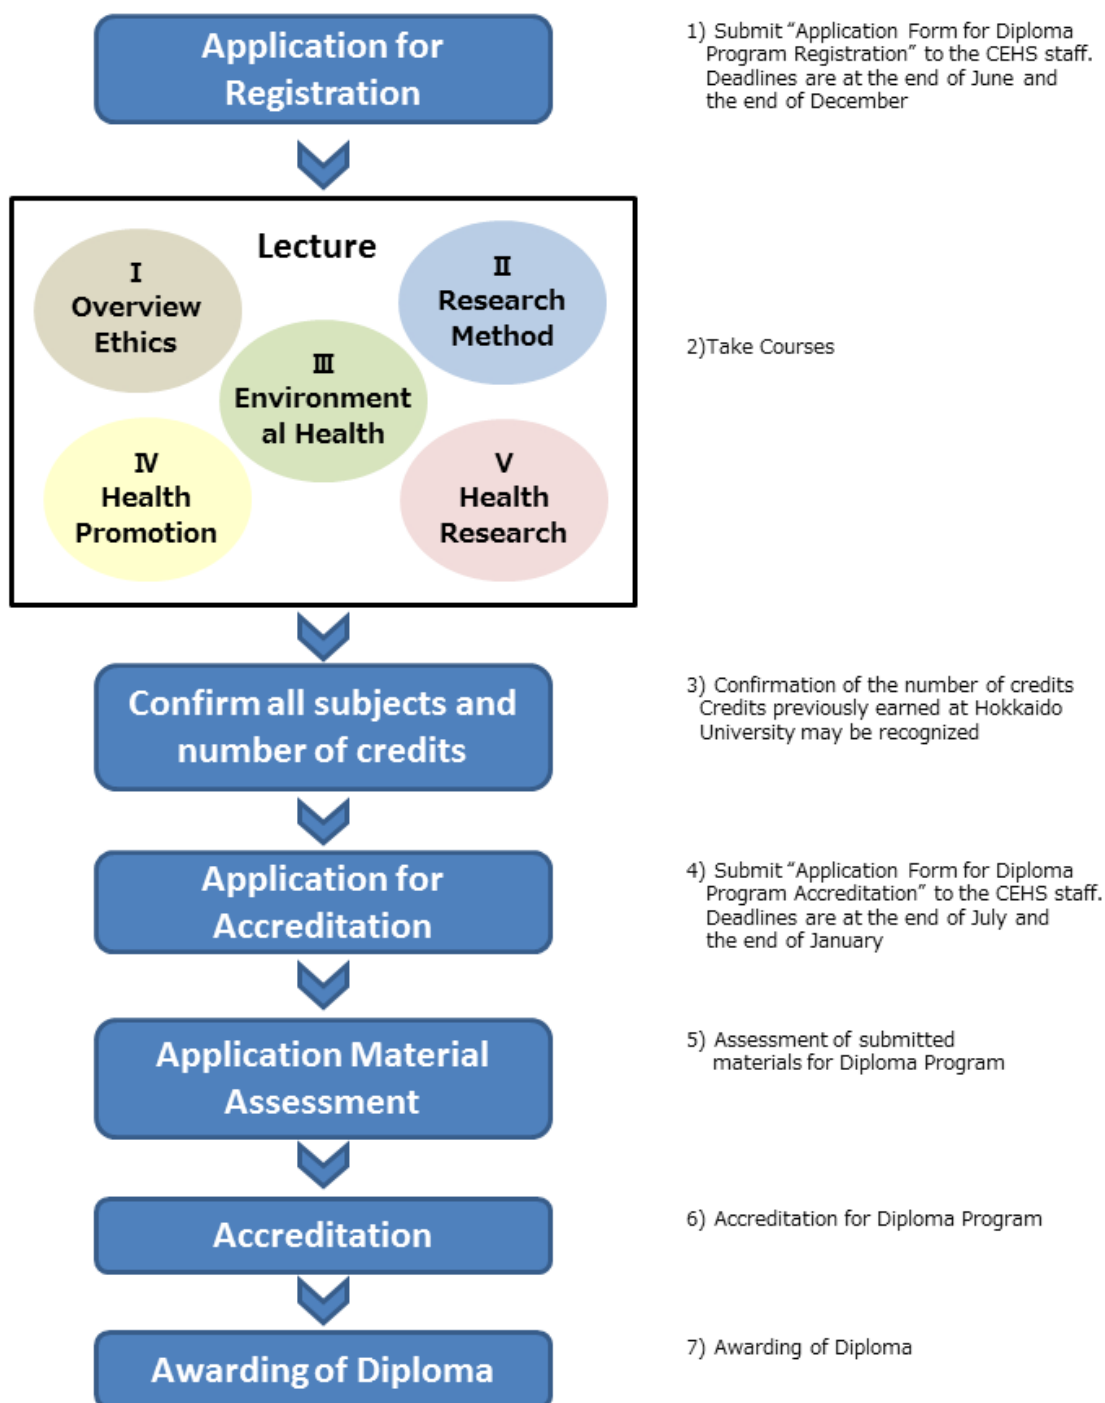 Application for
Registration
1) Submit “Application Form for Diploma
Program Registration” to the CEHS staff.
Deadlines are at the end of June and
the end of December
Lecture
Ⅰ
Overview
Ethics
Ⅱ
Research
Method
Ⅲ
Environment
al Health
Ⅳ
Health
Promotion
Ⅴ
Health
Research
2)Take Courses
Confirm all subjects and
number of credits
3) Confirmation of the number of credits
Credits previously earned at Hokkaido
University may be recognized
Application for
Accreditation
4) Submit “Application Form for Diploma
Program Accreditation” to the CEHS staff.
Deadlines are at the end of July and
the end of January
Application Material
Assessment
5) Assessment of submitted
materials for Diploma Program
Accreditation
6) Accreditation for Diploma Program
Awarding of Diploma
7) Awarding of Diploma